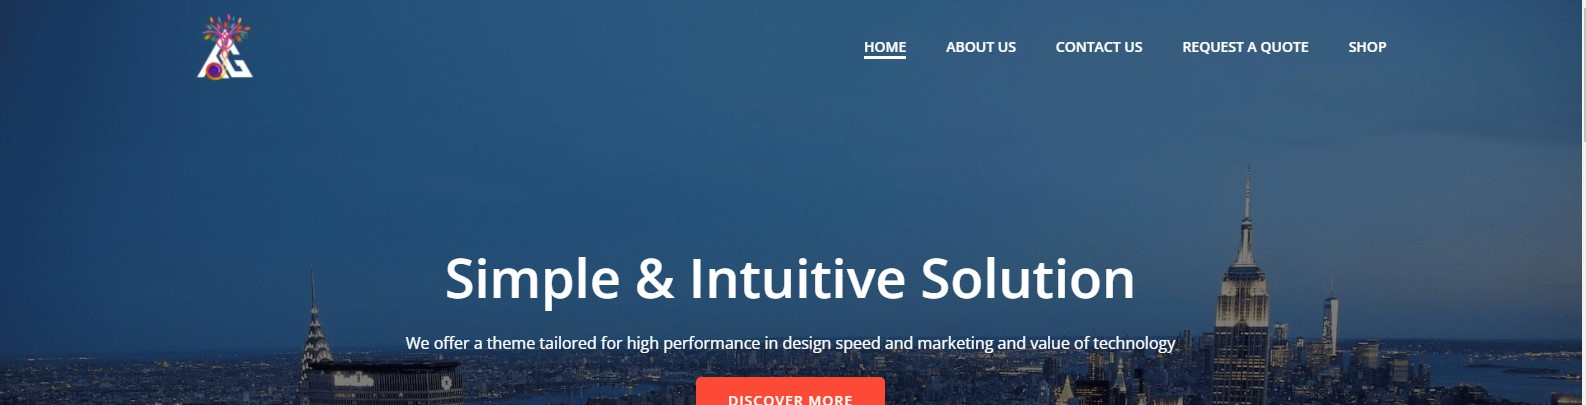 AG
HOME ABOUT US CONTACT US REQUEST A QUOTE SHOP
Simple & Intuitive Solution
We offer a theme tailored for high performance in design speed and marketing and value of technology
DISCOVER MORE